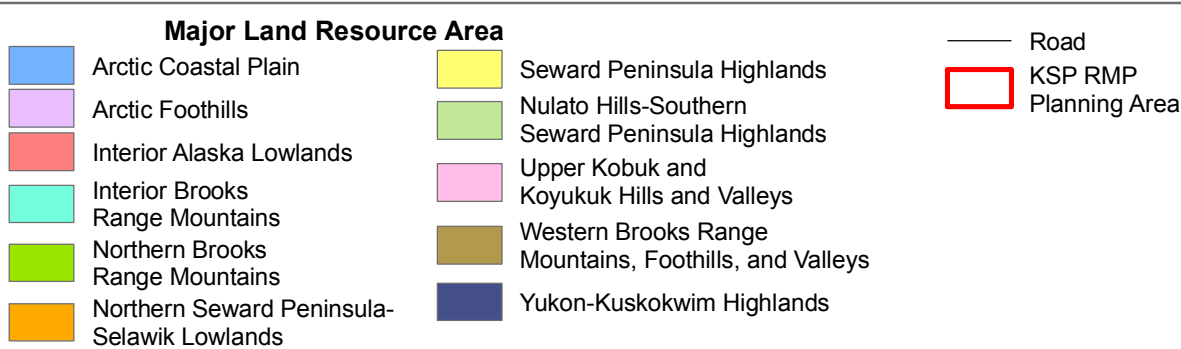 Major Land Resource Area
Arctic Coastal Plain
Arctic Foothills
Interior Alaska Lowlands
Interior Brooks
Range Mountains
Northern Brooks
Range Mountains
Northern Seward Peninsula-
Selawik Lowlands
Seward Peninsula Highlands
Nulato Hills-Southern
Seward Peninsula Highlands
Upper Kobuk and
Koyukuk Hills and Valleys
Western Brooks Range
Mountains, Foothills, and Valleys
Yukon-Kuskokwim Highlands
Road
KSP RMP
Planning Area